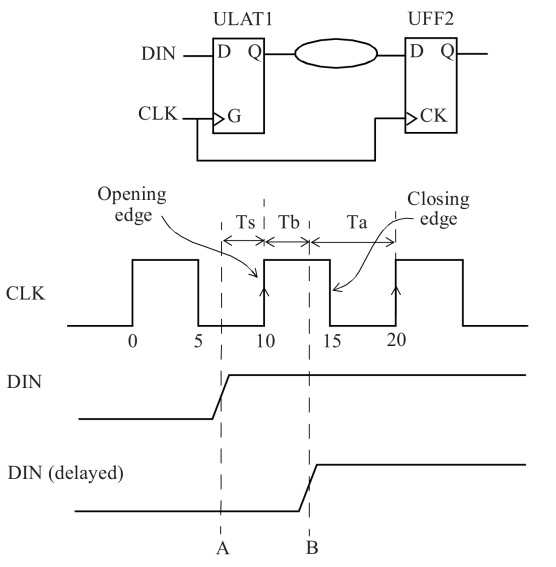 ULAT1
UFF2
DIN
D Q
D Q
CLK
G
CK
Opening
edge
Closing
edge
Ts
Tb
Ta
CLK
0
5
10
15
20
DIN
DIN (delayed)
A
B